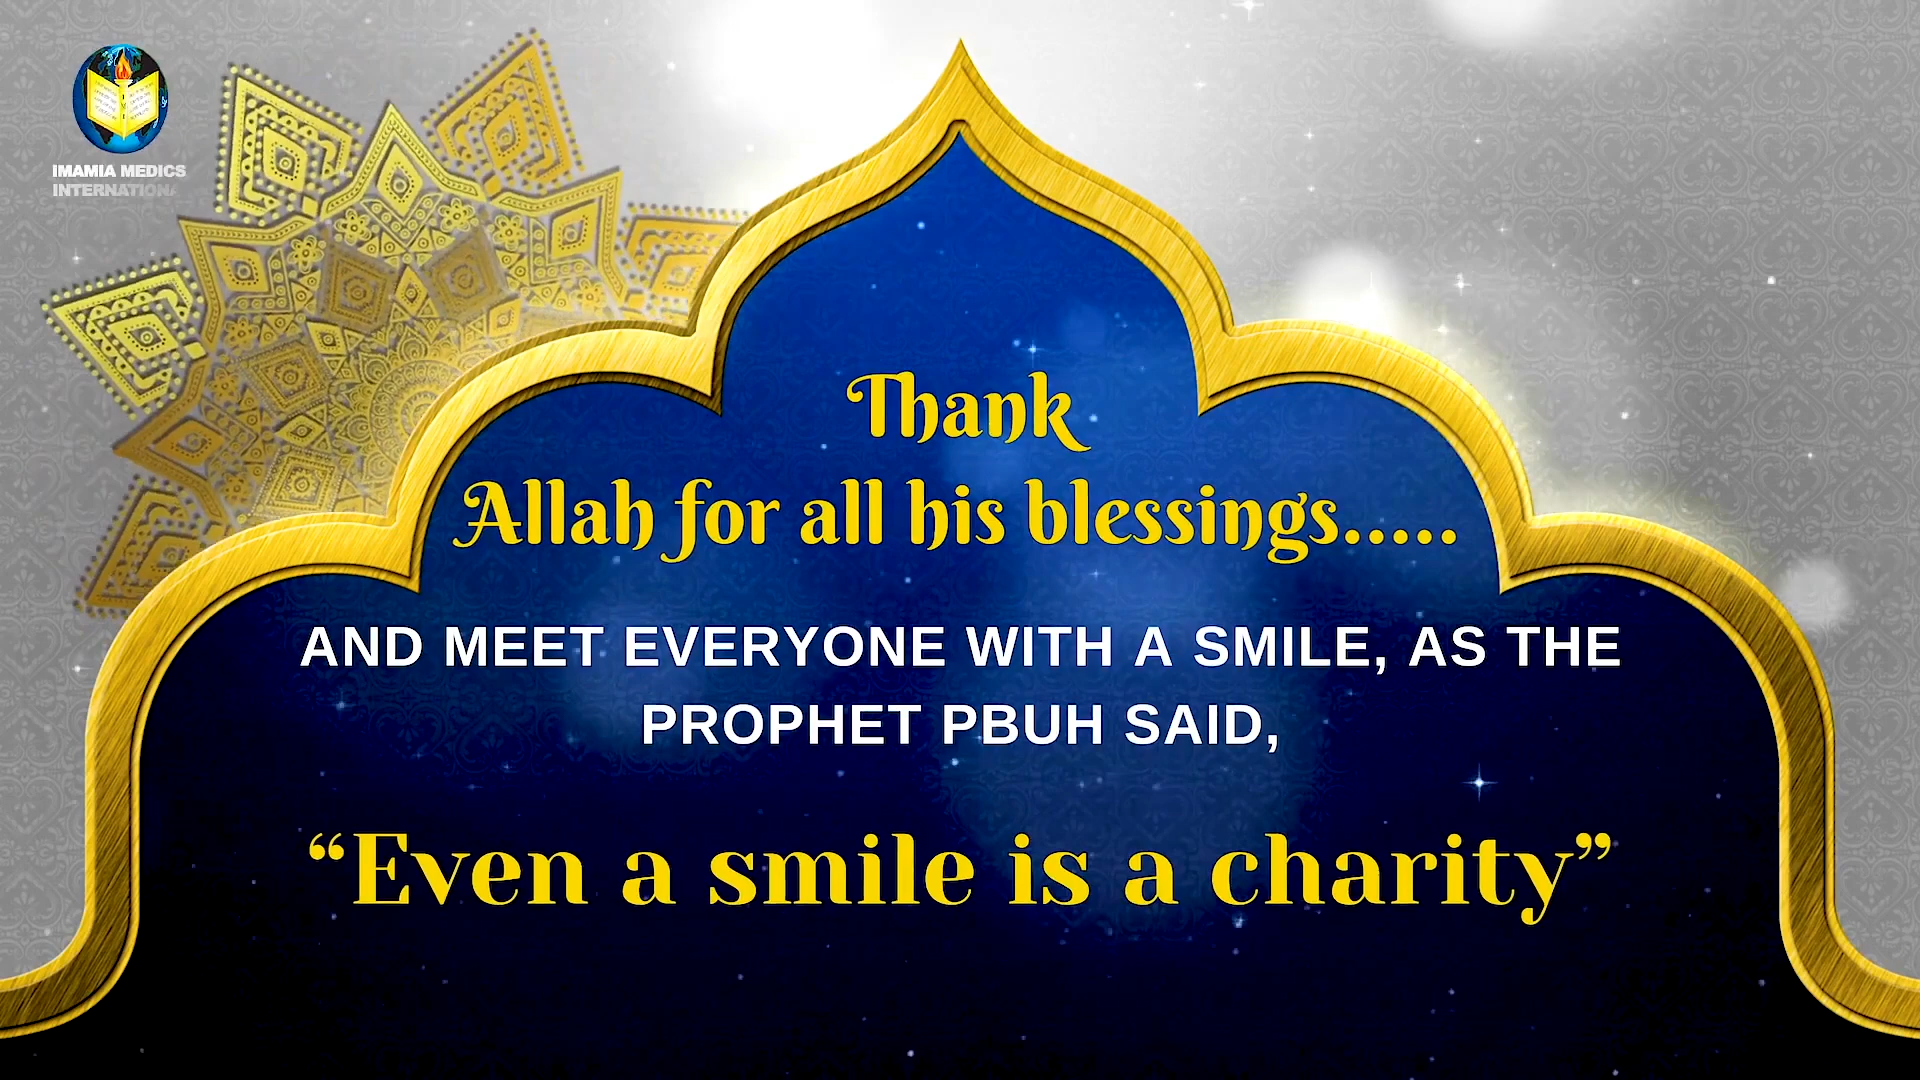 IMAMIA MEDICS
INTERNATIONA
Thank
Allah for all his blessings.....
AND MEET EVERYONE WITH A SMILE, AS THE
PROPHET PBUH SAID,
“Even a smile is a charity”